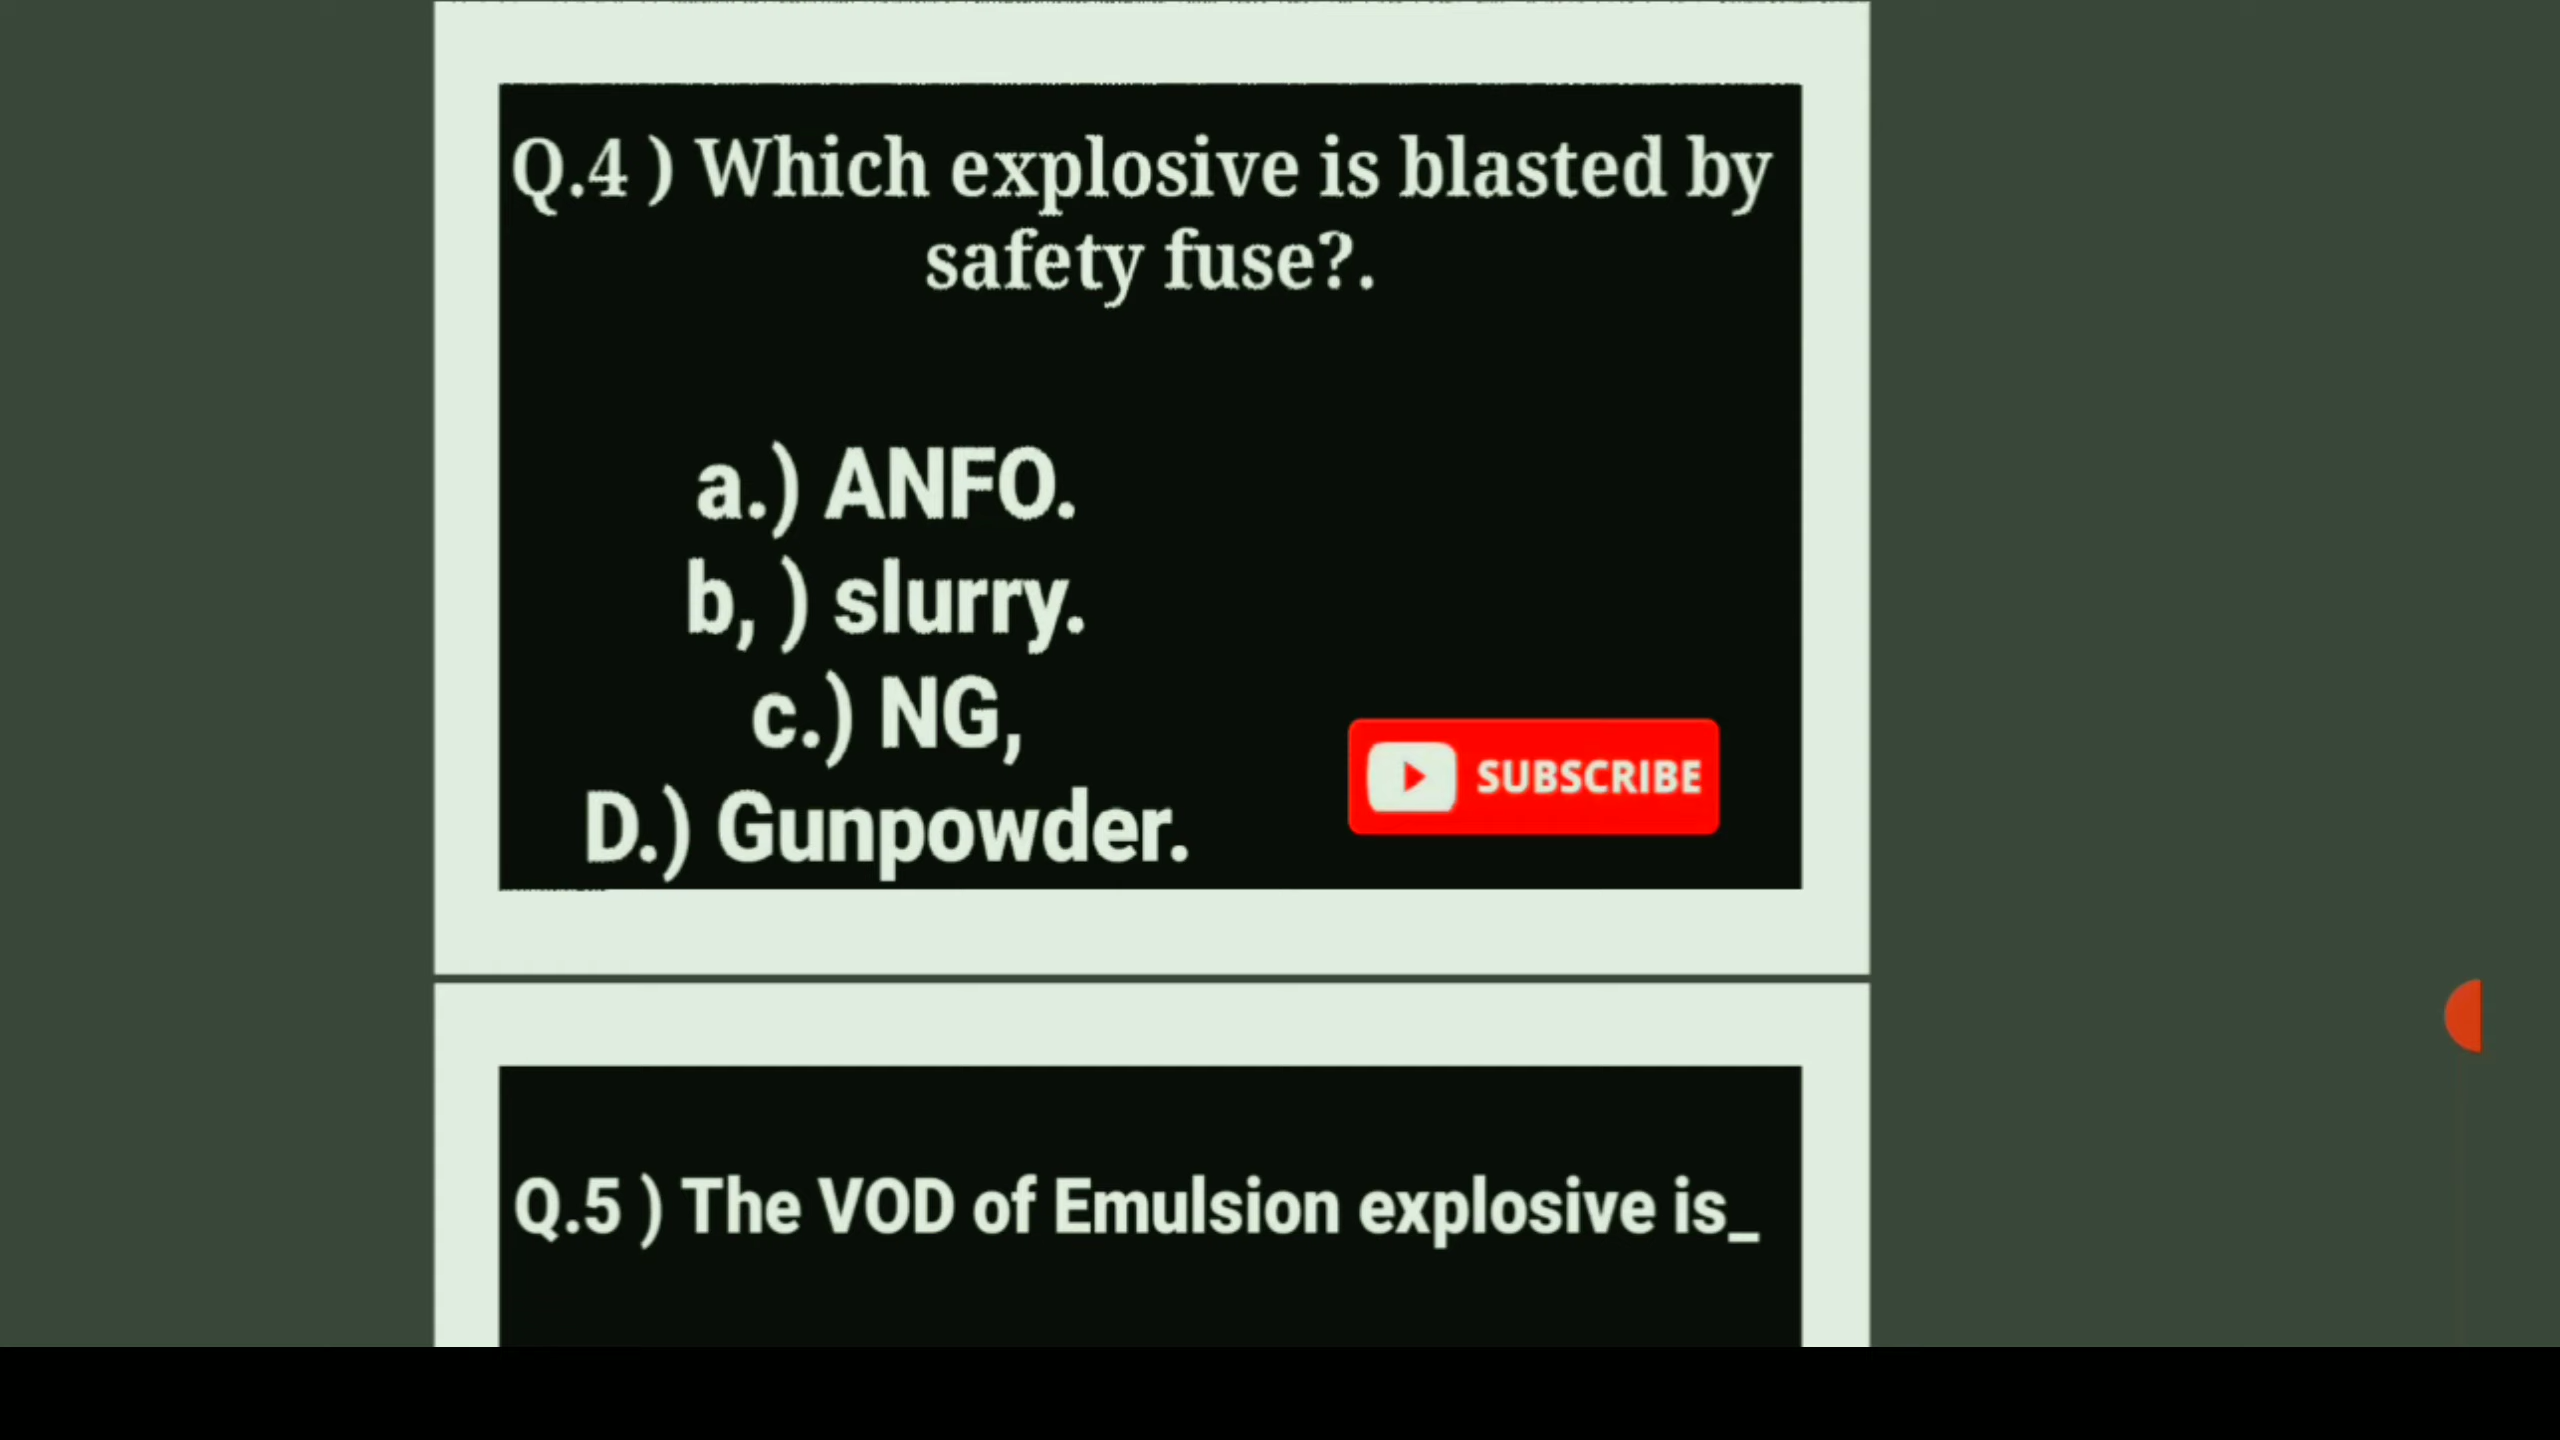 Q.4 ) Which explosive is blasted by
safety fuse?.
a.) ANFO.
b, ) slurry.
c.) NG,
D.) Gunpowder.
SUBSCRIBE
Q.5 ) The VOD of Emulsion explosive is_